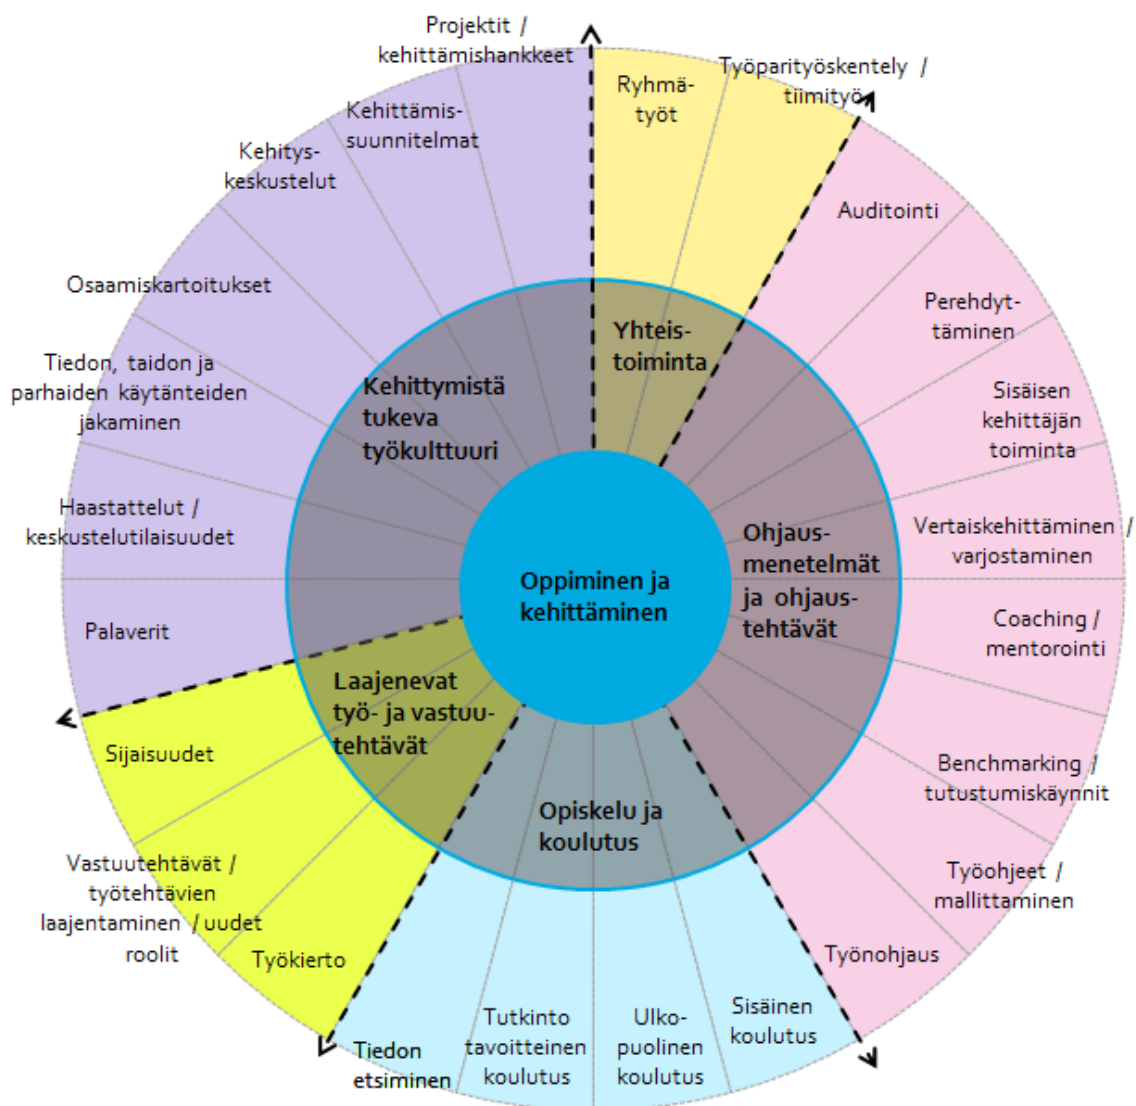 Projektit /
kehittämishankkeet
Ryhmä-
työt
Työparityöskentely /
tiimityö
Kehittämis-
suunnitelmat
Kehitys-
keskustelut
Auditointi
Osaamiskartoitukset
Perehdyt-
täminen
Yhteis-
toiminta
Tiedon, taidon ja
parhaiden käytänteiden
jakaminen
Kehittymistä
tukeva
työkulttuuri
Sisäisen
kehittäjän
toiminta
Haastattelut /
keskustelutilaisuudet
Vertaiskehittäminen /
varjostaminen
Ohjaus-
menetelmät
ja ohjaus-
tehtävät
Oppiminen ja
kehittäminen
Palaverit
Coaching /
mentorointi
Laajenevat
työ- ja vastuu-
tehtävät
Sijaisuudet
Benchmarking /
tutustumiskäynnit
Opiskelu ja
koulutus
Vastuutehtävät /
työtehtävien
laajentaminen / uudet
roolit
Työohjeet /
mallittaminen
Työkierto
Työnohjaus
Tiedon
etsiminen
Tutkinto
tavoitteinen
koulutus
Ulko-
puolinen
koulutus
Sisäinen
koulutus